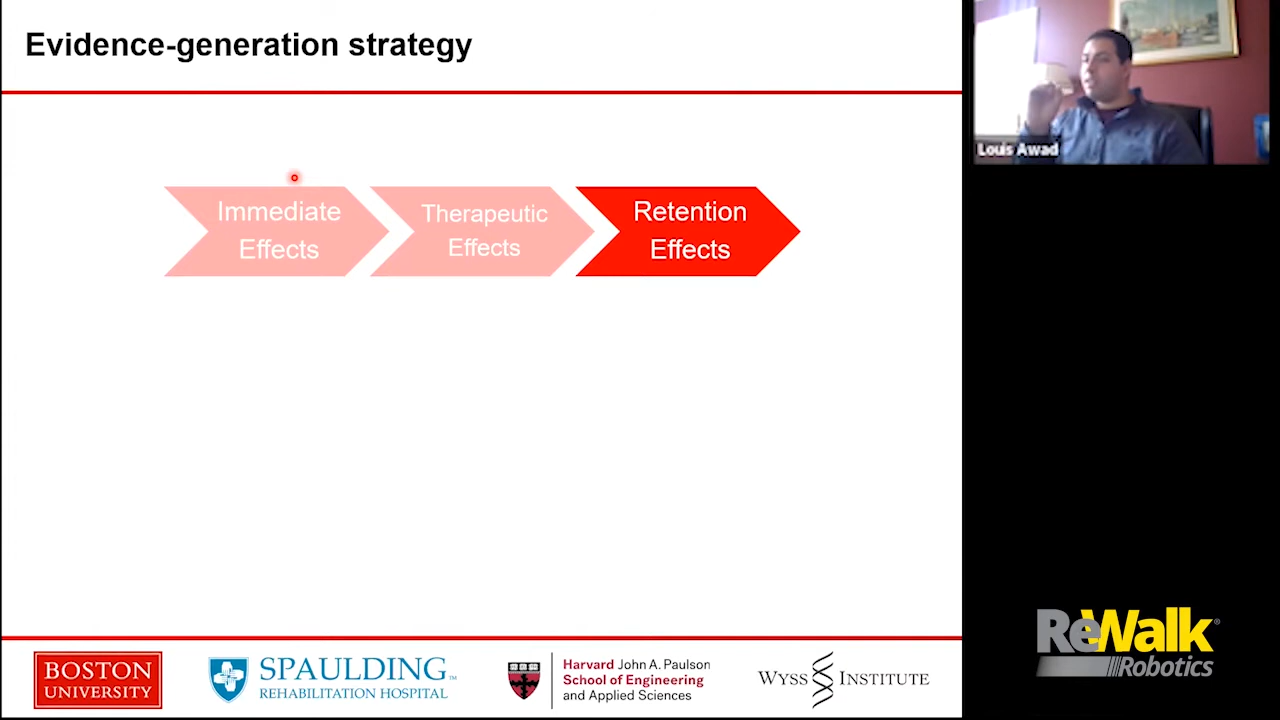 Evidence-generation strategy
Louis Awad
Immediate
Effects
Therapeutic
Effects
Retention
Effects
BOSTON
UNIVERSITY
SPAULDING™
REHABILITATION HOSPITAL
Harvard John A. Paulson
School of Engineering
and Applied Sciences
WYSS INSTITUTE
ReWalk®
Robotics